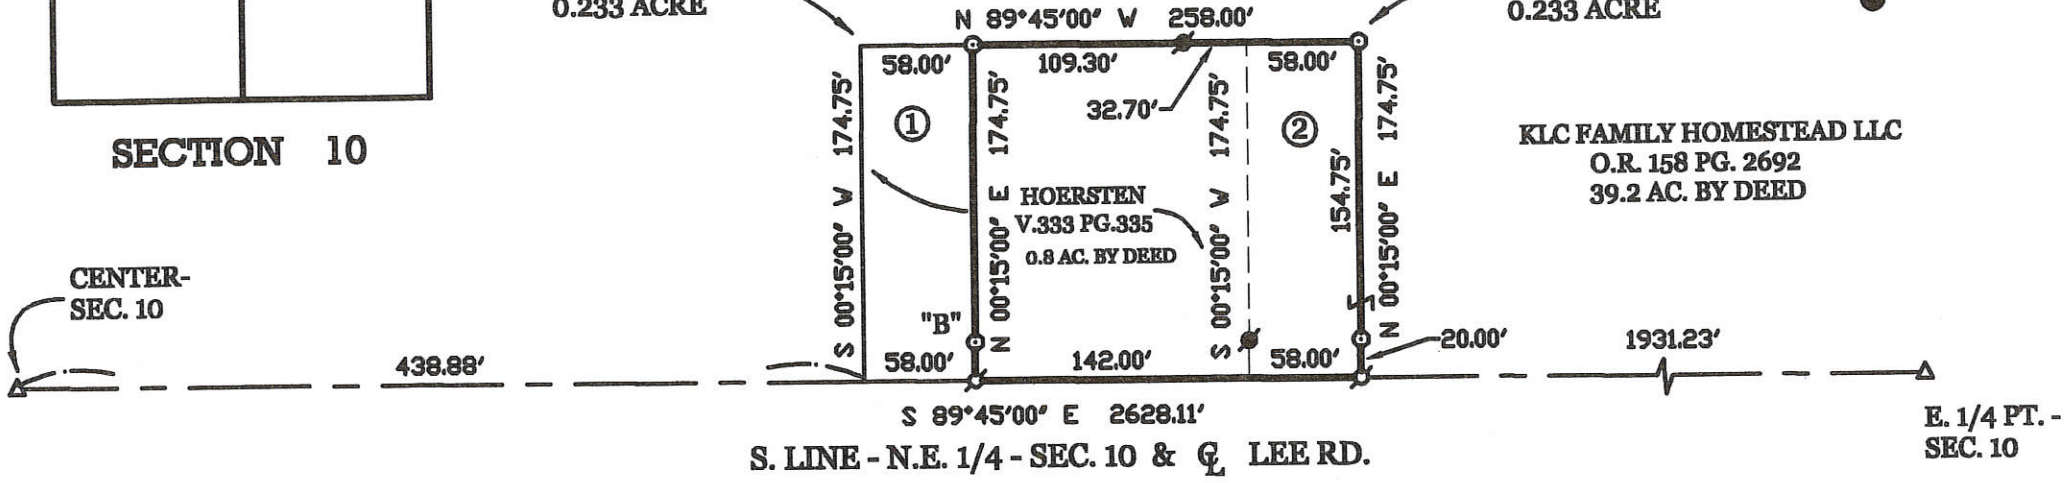 0.233 ACRE
0.233 ACRE
N 89°45'00" W 258.00'
58.00'
109.30'
58.00'
32.70'
①
②
S 00°15'00" W 174.75'
N 00°15'00" E 174.75'
S 00°15'00" W 174.75'
154.75'
N 00°15'00" E 174.75'
SECTION 10
KLC FAMILY HOMESTEAD LLC
O.R. 158 PG. 2692
39.2 AC. BY DEED
HOERSTEN
V.333 PG.335
0.8 AC. BY DEED
CENTER-
SEC. 10
"B"
438.88'
58.00'
142.00'
58.00'
20.00'
1931.23'
S 89°45'00" E 2628.11'
S. LINE - N.E. 1/4 - SEC. 10 & ℄ LEE RD.
E. 1/4 PT. -
SEC. 10